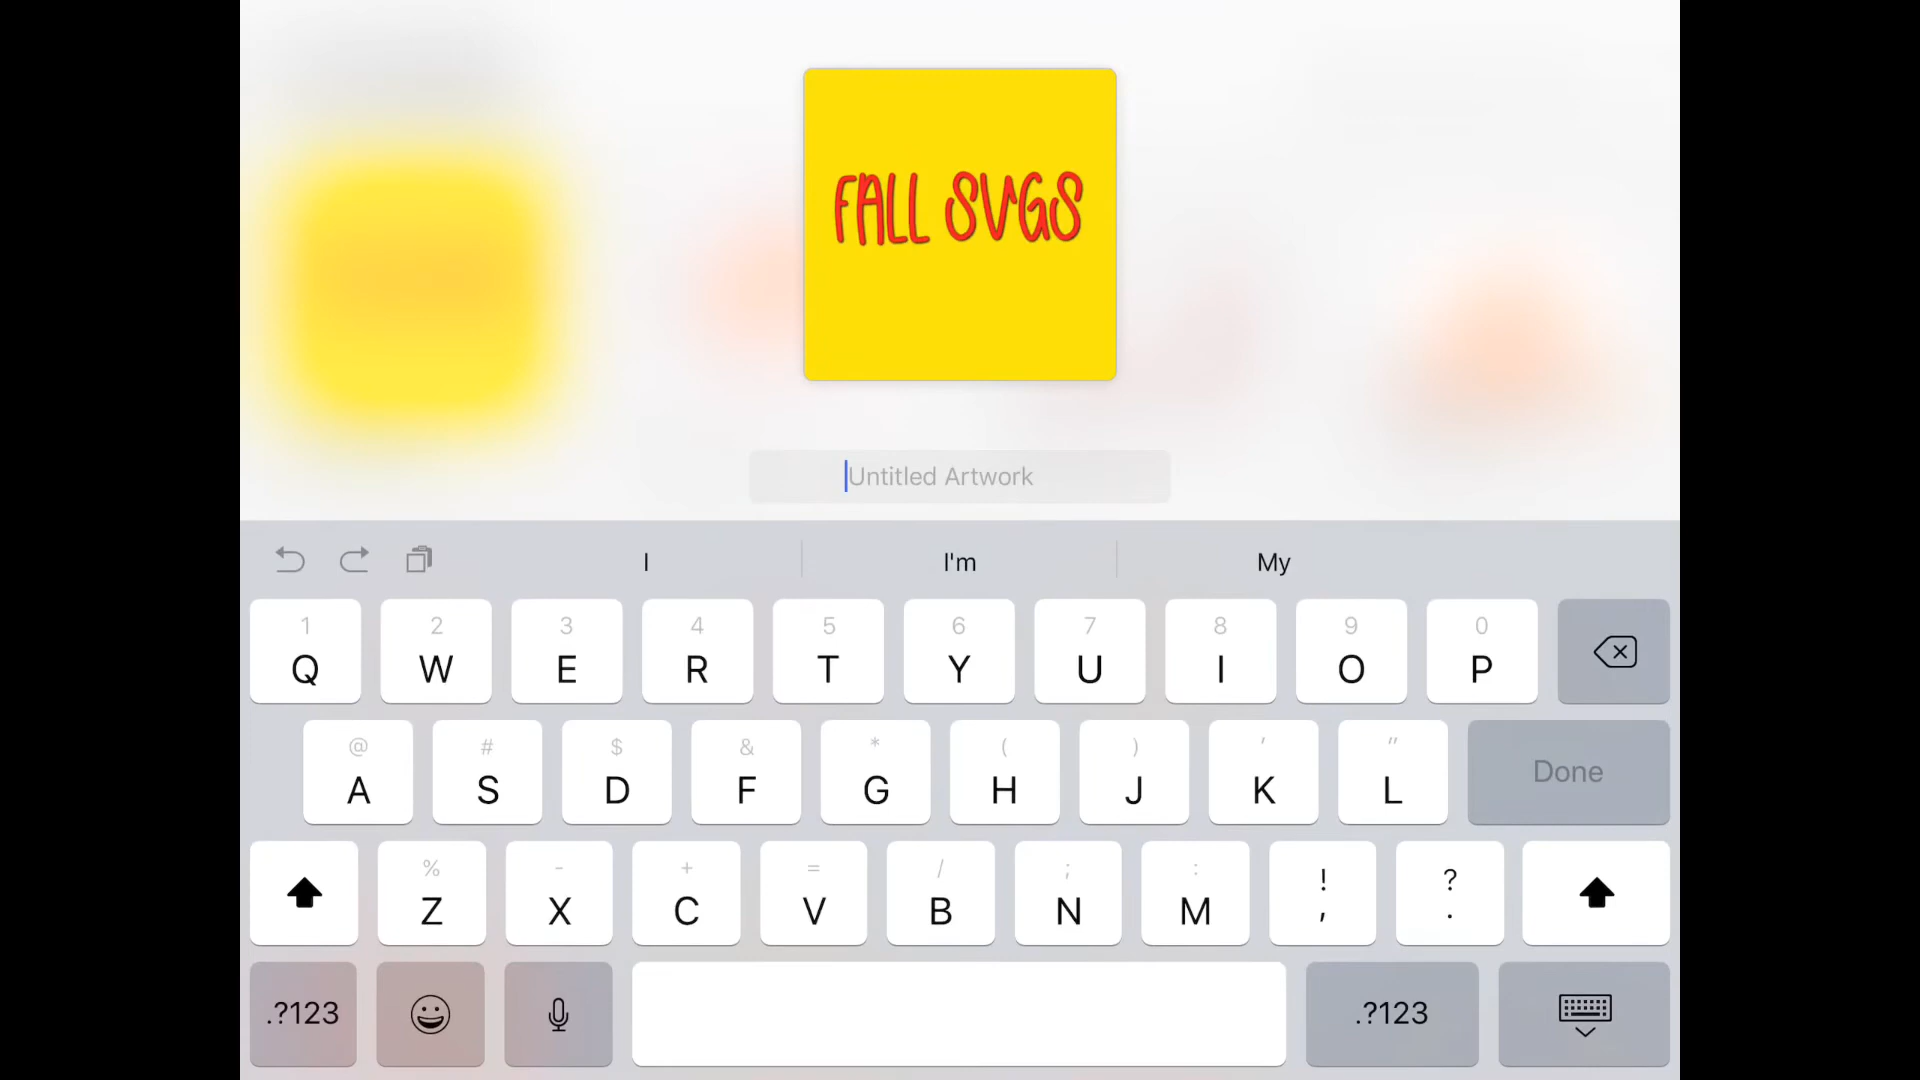 FALL SVGS
Untitled Artwork
I I'm My
1 2 3 4 5 6 7 8 9 0
Q W E R T Y U I O P
@ # $ & * ( ) ' "
A S D F G H J K L Done
% - + = / ; : ! ?
Z X C V B N M , .
.?123 .?123